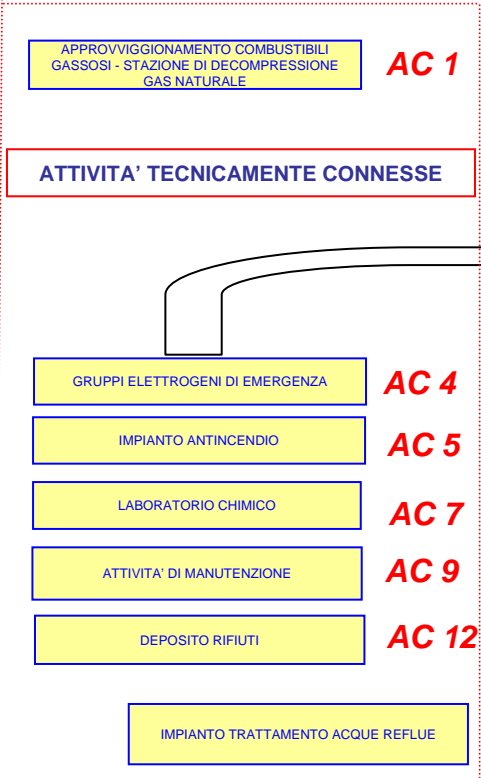 APPROVVIGGIONAMENTO COMBUSTIBILI
GASSOSI - STAZIONE DI DECOMPRESSIONE
GAS NATURALE
AC 1
ATTIVITA' TECNICAMENTE CONNESSE
GRUPPI ELETTROGENI DI EMERGENZA
AC 4
IMPIANTO ANTINCENDIO
AC 5
LABORATORIO CHIMICO
AC 7
ATTIVITA' DI MANUTENZIONE
AC 9
DEPOSITO RIFIUTI
AC 12
IMPIANTO TRATTAMENTO ACQUE REFLUE